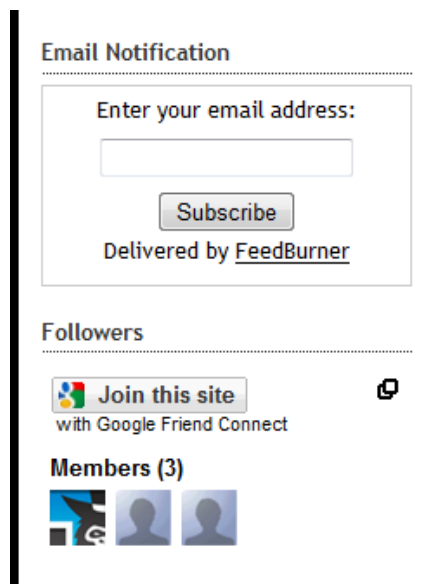 Email Notification
Enter your email address:
Subscribe
Delivered by FeedBurner
Followers
Join this site
with Google Friend Connect
Members (3)